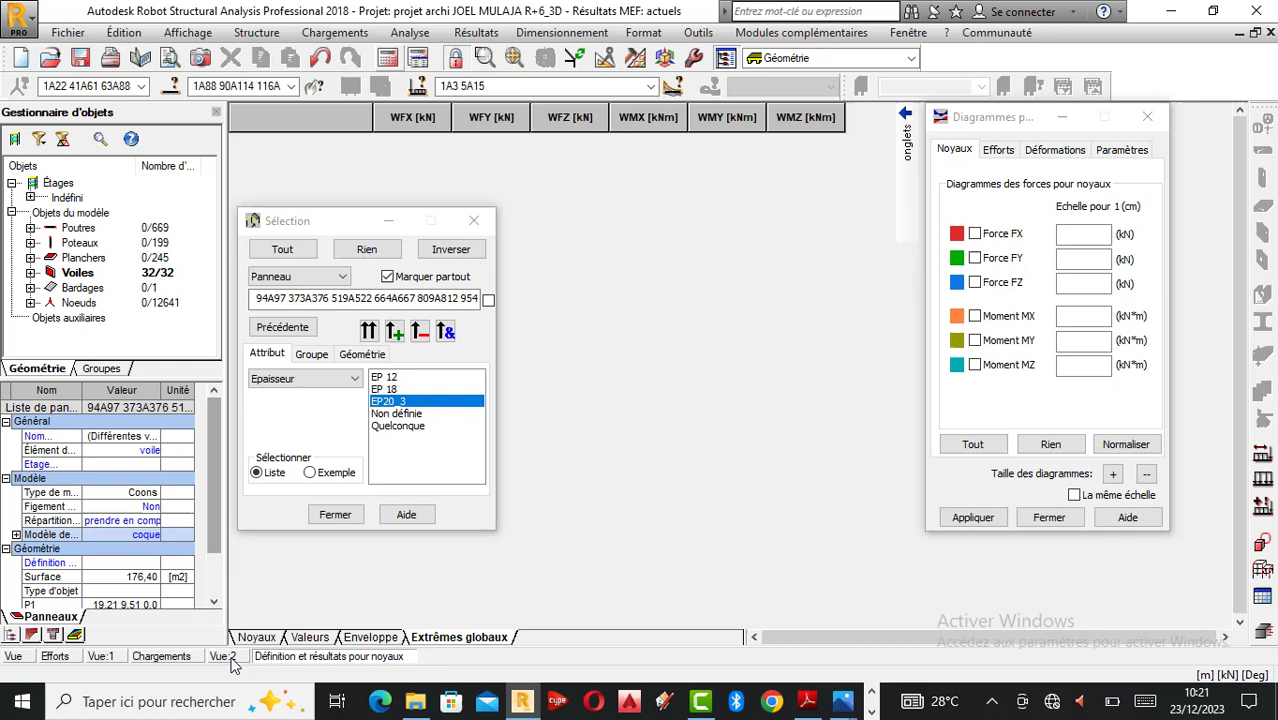 Autodesk Robot Structural Analysis Professional 2018 - Projet: projet archi JOEL MULAJA R+6_3D - Résultats MEF: actuels
Entrez mot-clé ou expression
Se connecter
PRO
Fichier Édition Affichage Structure Chargements Analyse Résultats Dimensionnement Format Outils Modules complémentaires Fenêtre ? Communauté
Géométrie
1A22 41A61 63A88
1A88 90A114 116A
1A3 5A15
Gestionnaire d'objets
WFX [kN] WFY [kN] WFZ [kN] WMX [kNm] WMY [kNm] WMZ [kNm]
onglets
Objets Nombre d'...
Étages
Indéfini
Objets du modèle
Poutres 0/669
Poteaux 0/199
Planchers 0/245
Voiles 32/32
Bardages 0/1
Noeuds 0/12641
Objets auxiliaires
Géométrie Groupes
Nom Valeur Unité
Liste de pan... 94A97 373A376 51...
Général
Nom... (Différentes v...
Élément d... voile
Etage...
Modèle
Type de m... Coons
Figement ... Non
Répartition... prendre en comp
Modèle de... coque
Géométrie
Définition ...
Surface 176,40 [m2]
Type d'objet
P1 19,21 9,51 0,0
Panneaux
Sélection
Tout Rien Inverser
Panneau Marquer partout
94A97 373A376 519A522 664A667 809A812 954
Précédente
Attribut Groupe Géométrie
Epaisseur
EP 12
EP 18
EP20_3
Non définie
Quelconque
Sélectionner
Liste Exemple
Fermer Aide
Diagrammes p...
Noyaux Efforts Déformations Paramètres
Diagrammes des forces pour noyaux
Echelle pour 1 (cm)
Force FX (kN)
Force FY (kN)
Force FZ (kN)
Moment MX (kN*m)
Moment MY (kN*m)
Moment MZ (kN*m)
Tout Rien Normaliser
Taille des diagrammes: + --
La même échelle
Appliquer Fermer Aide
Activer Windows
Accédez aux paramètres pour activer Windows.
Noyaux Valeurs Enveloppe Extrêmes globaux
Vue Efforts Vue:1 Chargements Vue:2 Définition et résultats pour noyaux
[m] [kN] [Deg]
Taper ici pour rechercher
28°C
10:21
23/12/2023